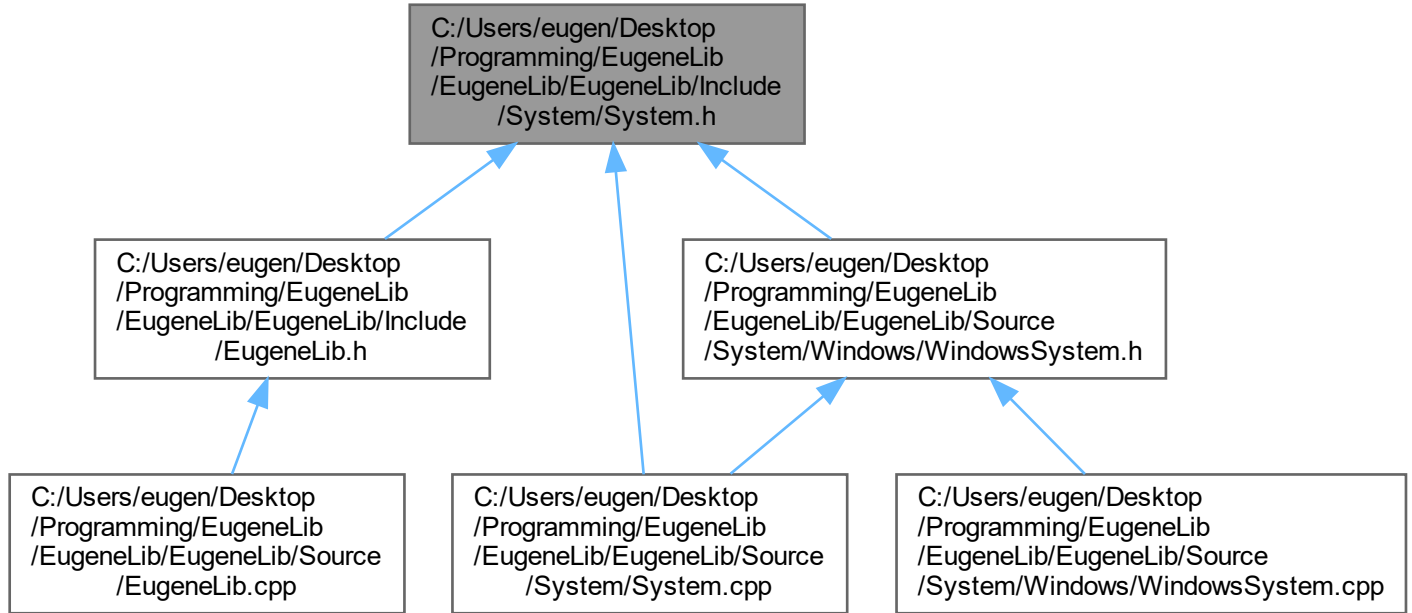 C:/Users/eugen/Desktop
/Programming/EugeneLib
/EugeneLib/EugeneLib/Include
/System/System.h
C:/Users/eugen/Desktop
/Programming/EugeneLib
/EugeneLib/EugeneLib/Include
/EugeneLib.h
C:/Users/eugen/Desktop
/Programming/EugeneLib
/EugeneLib/EugeneLib/Source
/System/Windows/WindowsSystem.h
C:/Users/eugen/Desktop
/Programming/EugeneLib
/EugeneLib/EugeneLib/Source
/EugeneLib.cpp
C:/Users/eugen/Desktop
/Programming/EugeneLib
/EugeneLib/EugeneLib/Source
/System/System.cpp
C:/Users/eugen/Desktop
/Programming/EugeneLib
/EugeneLib/EugeneLib/Source
/System/Windows/WindowsSystem.cpp